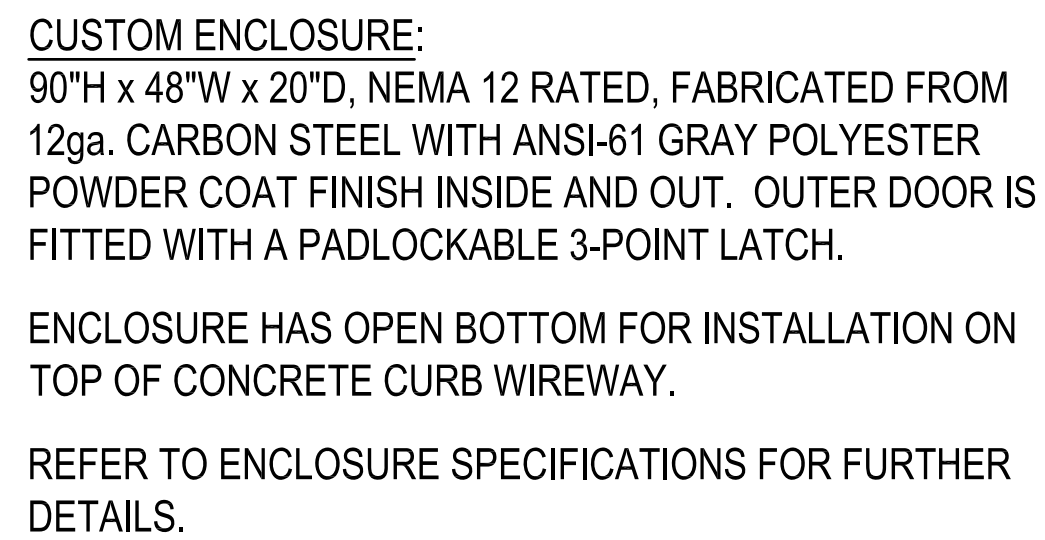 CUSTOM ENCLOSURE:
90"H x 48"W x 20"D, NEMA 12 RATED, FABRICATED FROM
12ga. CARBON STEEL WITH ANSI-61 GRAY POLYESTER
POWDER COAT FINISH INSIDE AND OUT.  OUTER DOOR IS
FITTED WITH A PADLOCKABLE 3-POINT LATCH.
ENCLOSURE HAS OPEN BOTTOM FOR INSTALLATION ON
TOP OF CONCRETE CURB WIREWAY.
REFER TO ENCLOSURE SPECIFICATIONS FOR FURTHER
DETAILS.